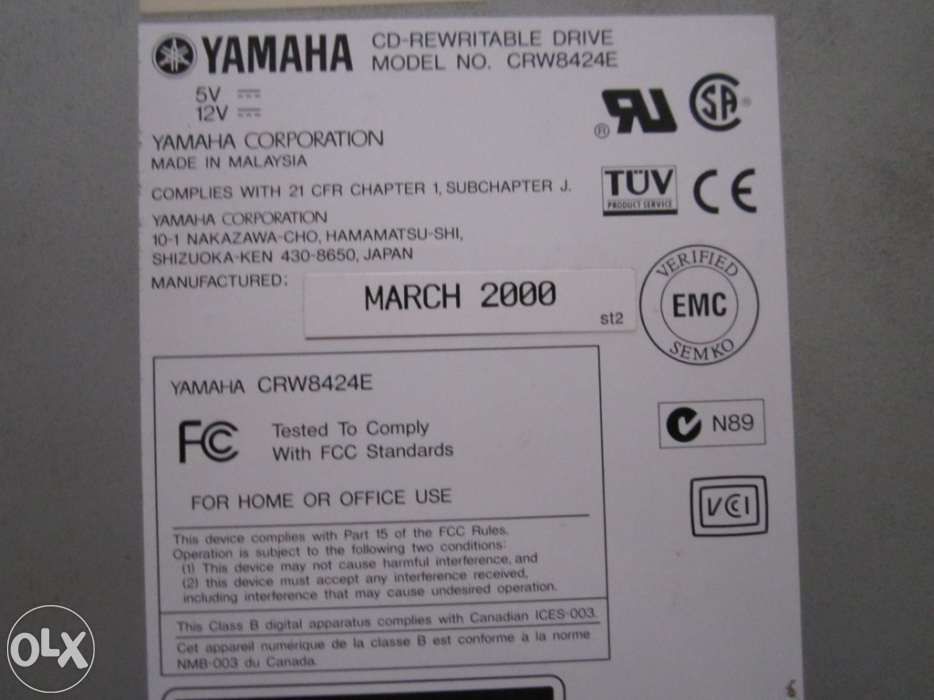 YAMAHA CD-REWRITABLE DRIVE
MODEL NO. CRW8424E
5V
12V
YAMAHA CORPORATION
MADE IN MALAYSIA
COMPLIES WITH 21 CFR CHAPTER 1, SUBCHAPTER J.
YAMAHA CORPORATION
10-1 NAKAZAWA-CHO, HAMAMATSU-SHI,
SHIZUOKA-KEN 430-8650, JAPAN
MANUFACTURED:
MARCH 2000
st2
® RU
SA ®
TÜV
PRODUCT SERVICE
CE
VERIFIED
EMC
SEMKO
N89
VCI
YAMAHA CRW8424E
FC
Tested To Comply
With FCC Standards
FOR HOME OR OFFICE USE
This device complies with Part 15 of the FCC Rules.
Operation is subject to the following two conditions:
(1) This device may not cause harmful interference, and
(2) this device must accept any interference received,
including interference that may cause undesired operation.
This Class B digital apparatus complies with Canadian ICES-003.
Cet appareil numérique de la classe B est conforme à la norme
NMB-003 du Canada.
OLX